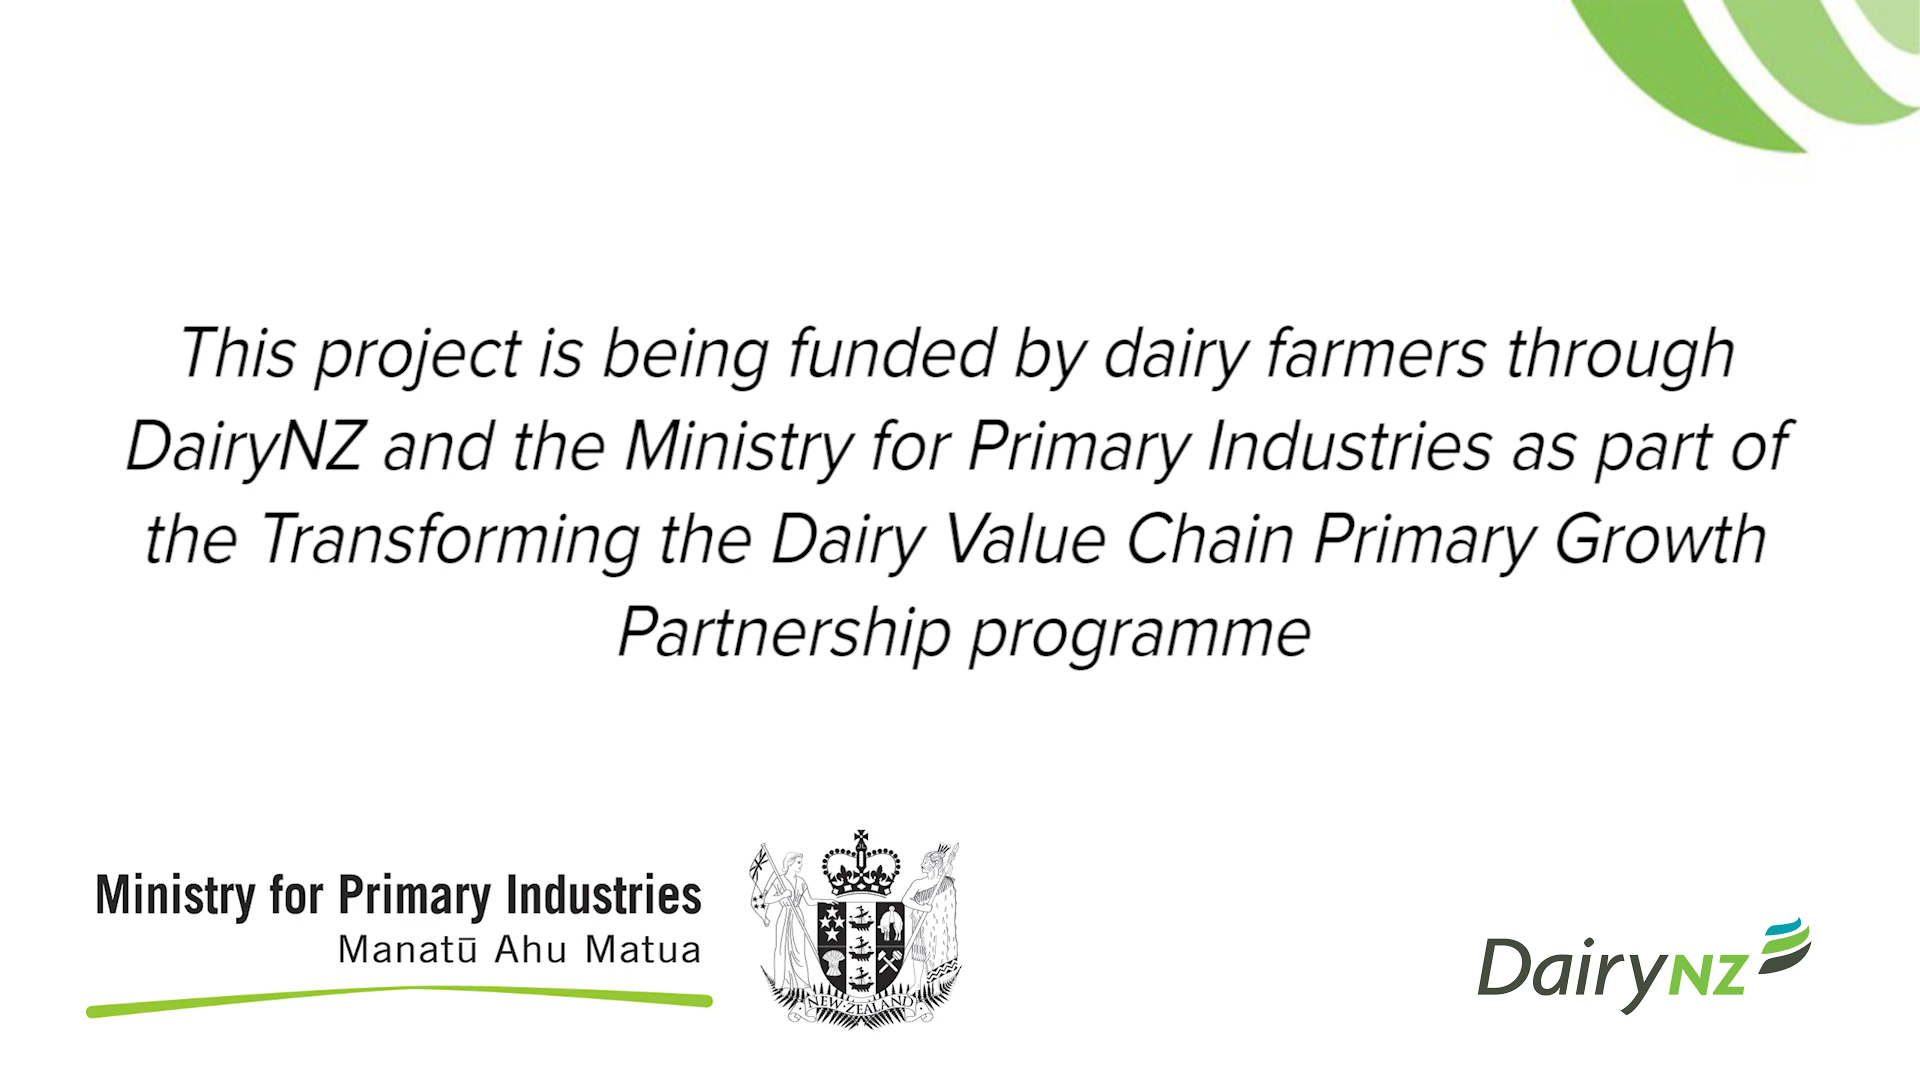 This project is being funded by dairy farmers through
DairyNZ and the Ministry for Primary Industries as part of
the Transforming the Dairy Value Chain Primary Growth
Partnership programme
Ministry for Primary Industries
Manatū Ahu Matua
NEW ZEALAND
DairyNZ